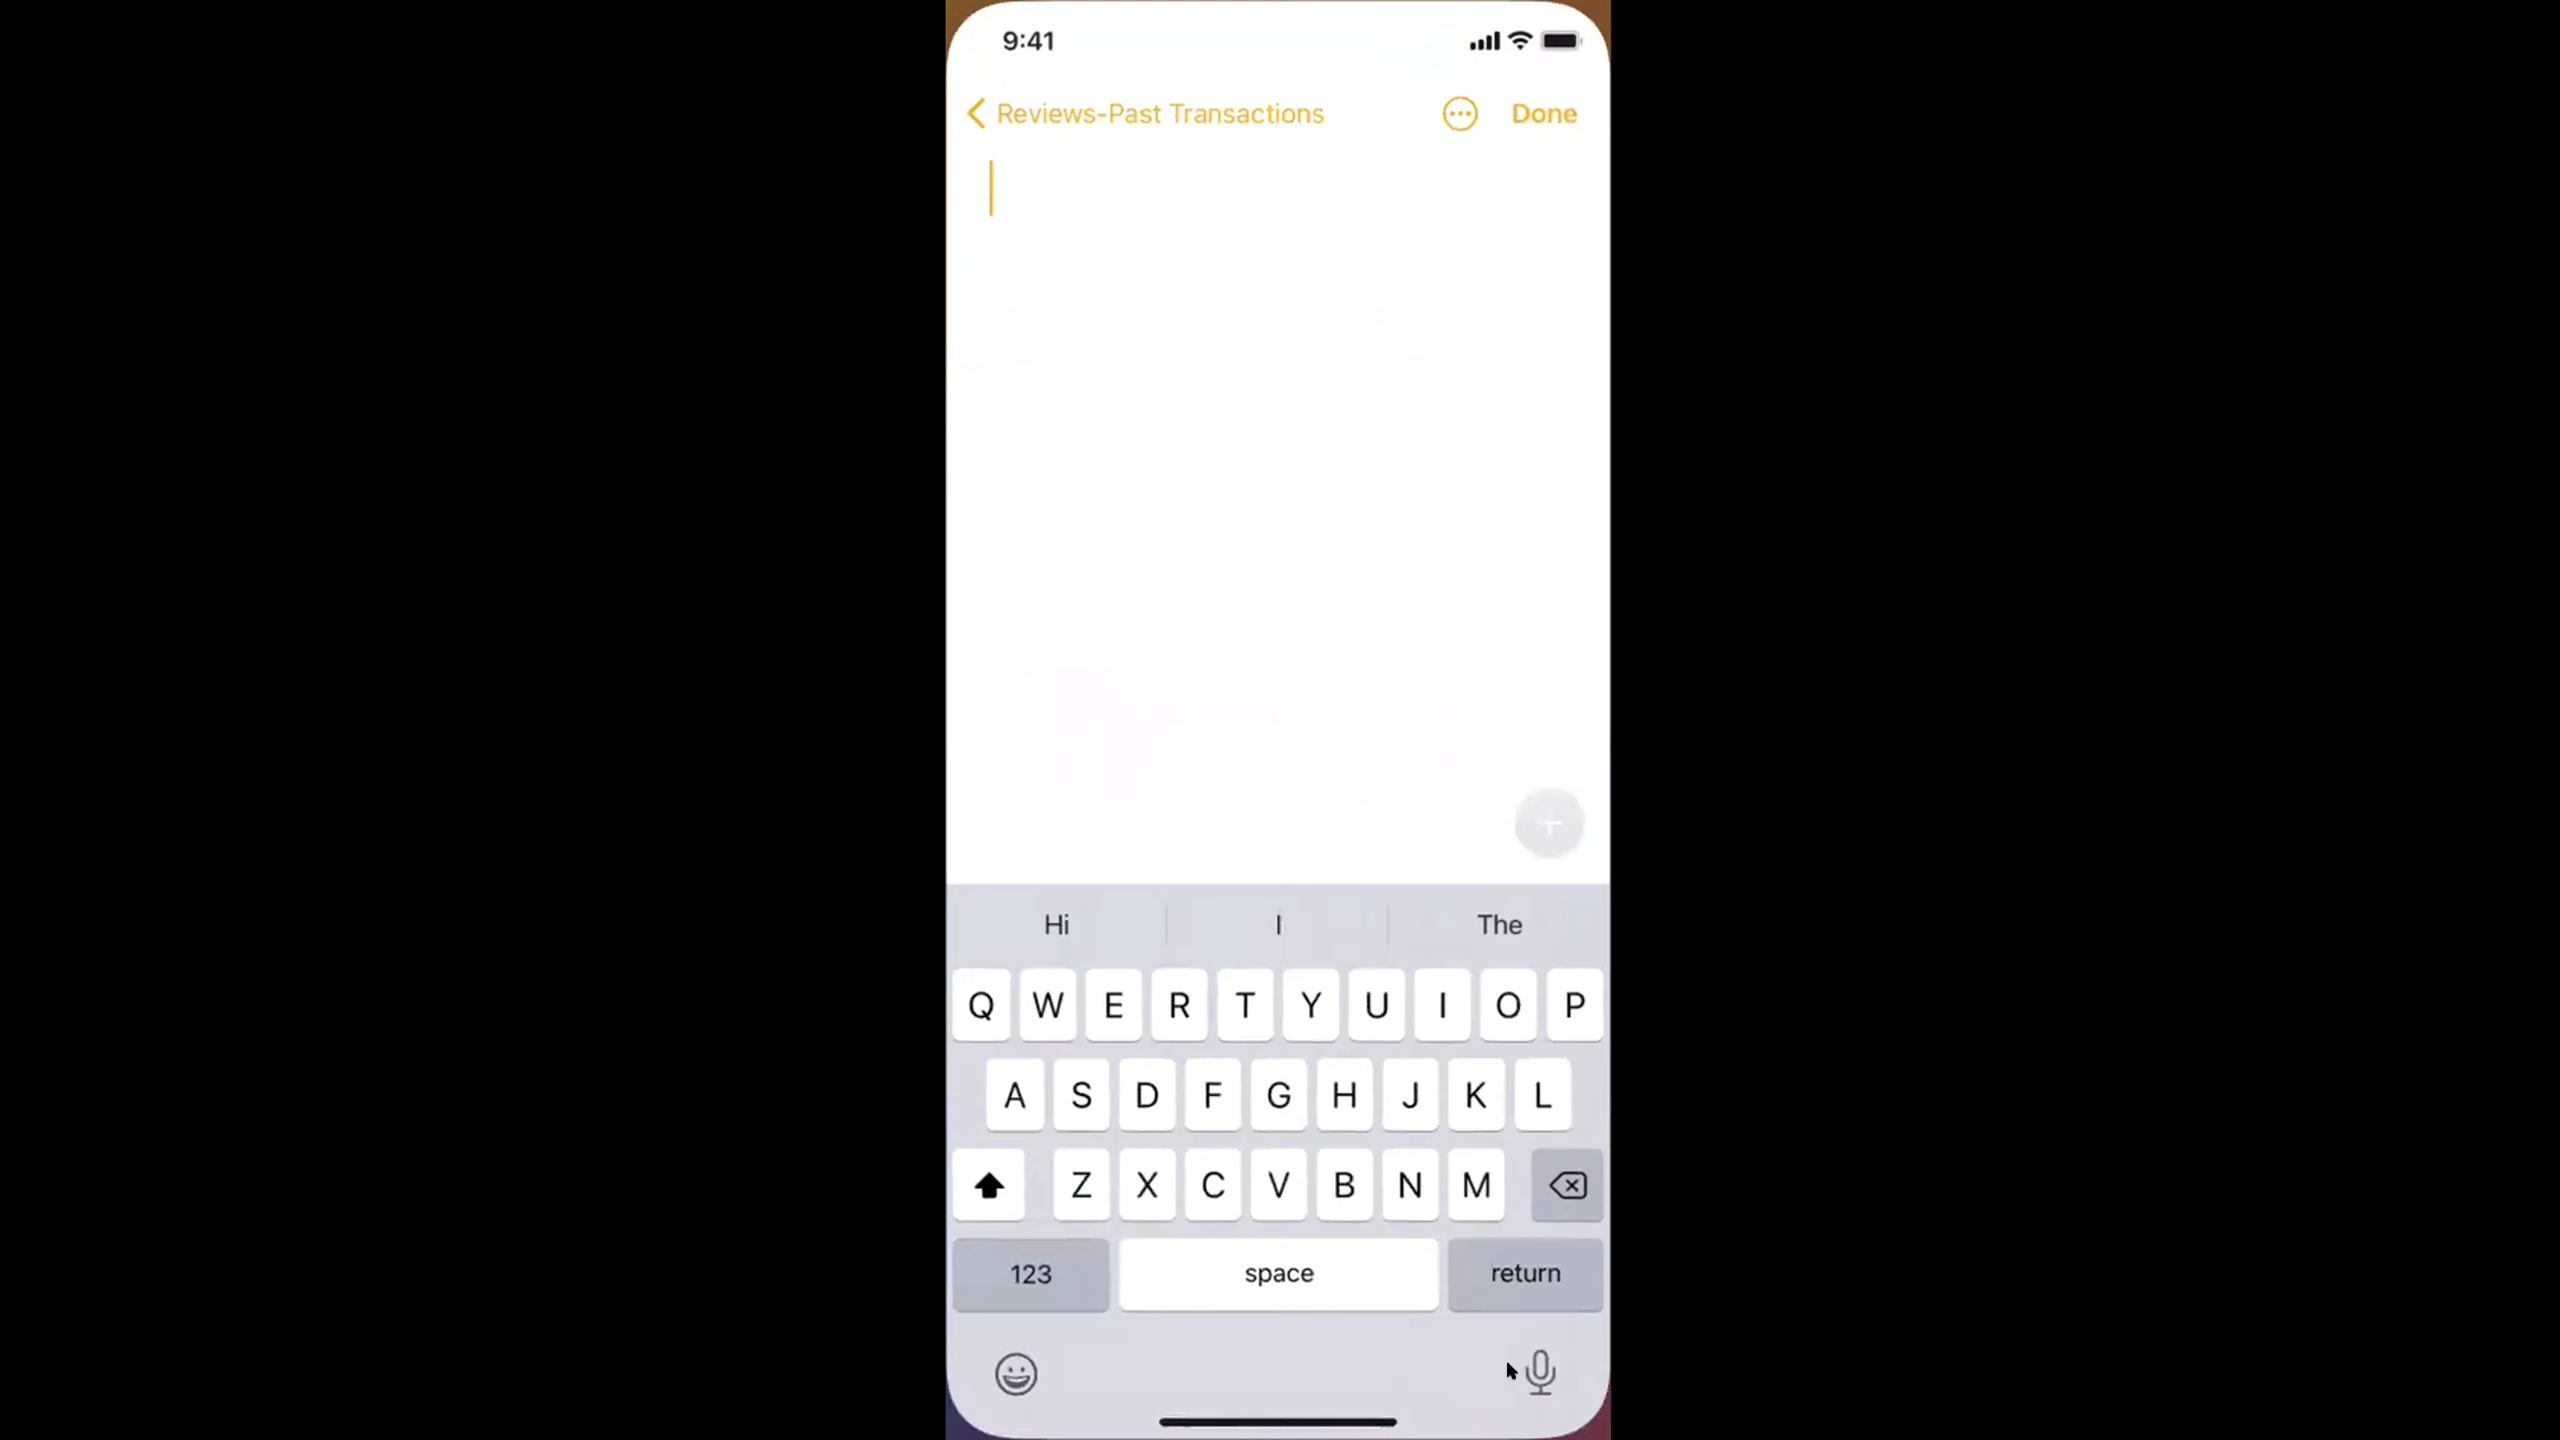 9:41
Reviews-Past Transactions
Done
Hi I The
Q W E R T Y U I O P
A S D F G H J K L
Z X C V B N M
123 space return